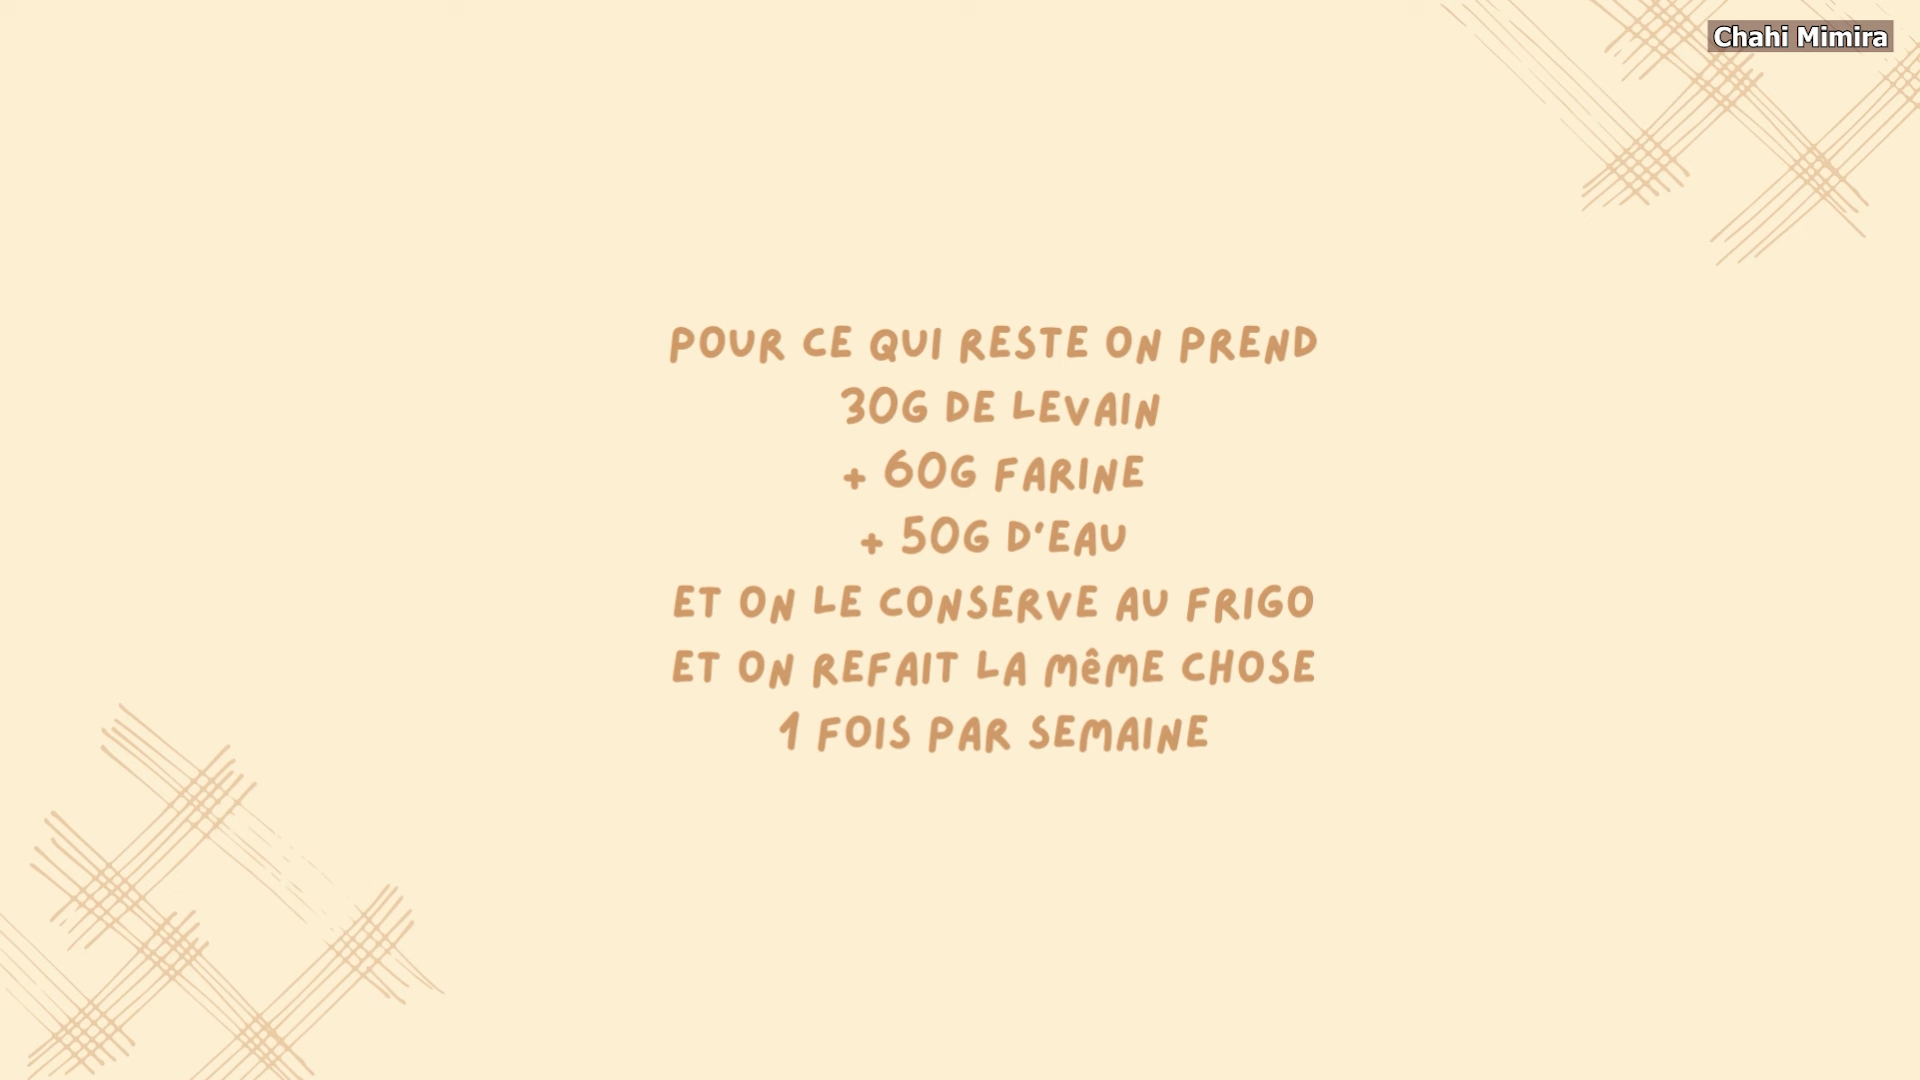 Chahi Mimira
POUR CE QUI RESTE ON PREND
30G DE LEVAIN
+ 60G FARINE
+ 50G D'EAU
ET ON LE CONSERVE AU FRIGO
ET ON REFAIT LA MêME CHOSE
1 FOIS PAR SEMAINE